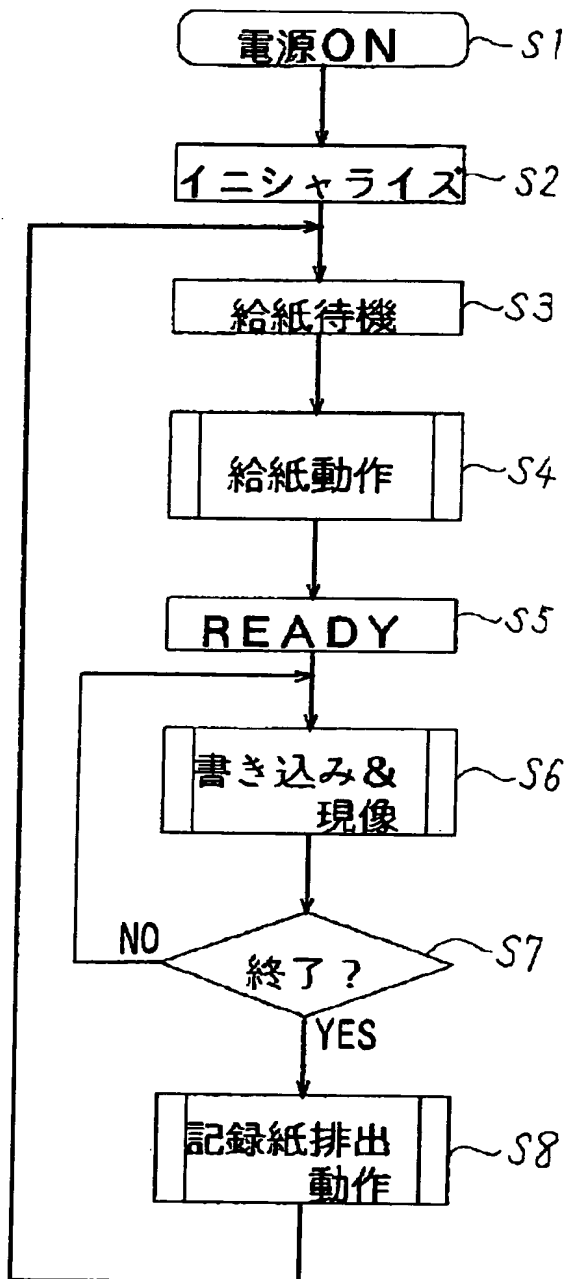 電源ON
S1
イニシャライズ
S2
給紙待機
S3
給紙動作
S4
READY
S5
書き込み&
現像
S6
終了?
S7
NO
YES
記録紙排出
動作
S8